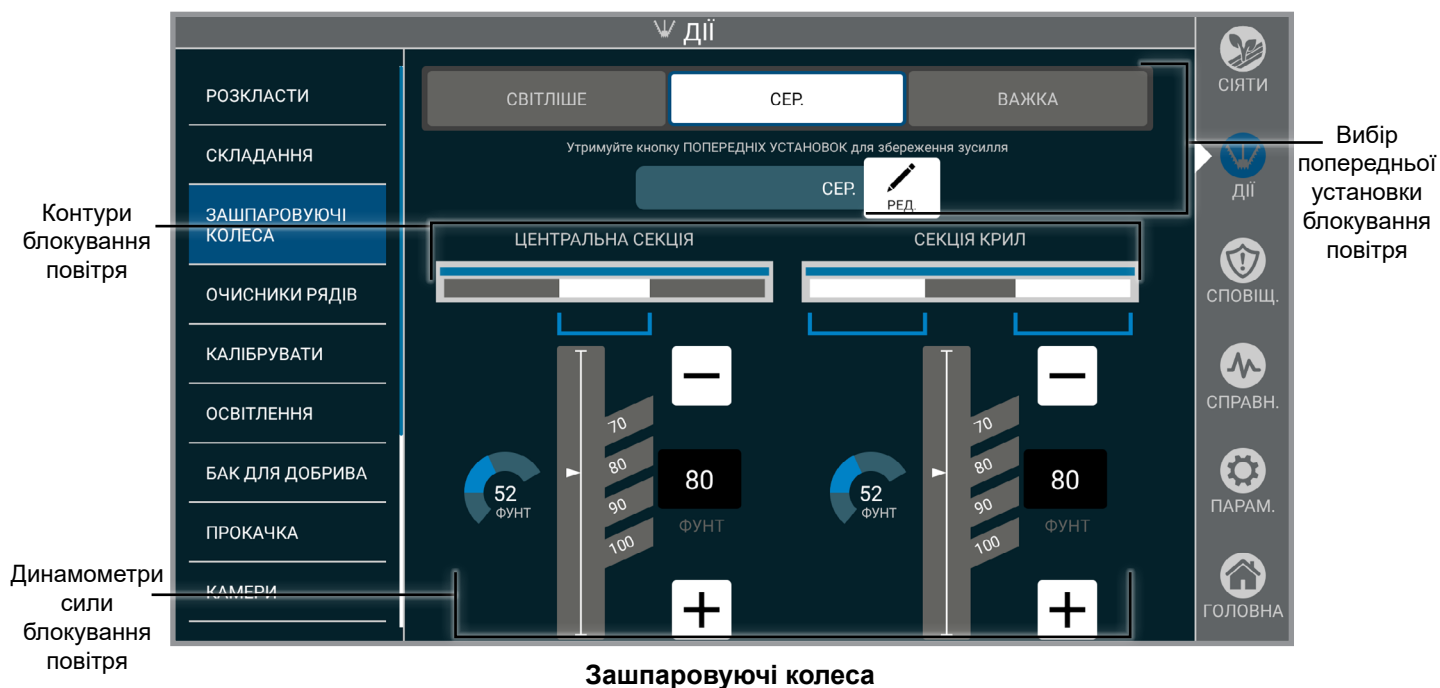 ДІЇ
РОЗКЛАСТИ
СКЛАДАННЯ
ЗАШПАРОВУЮЧІ
КОЛЕСА
ОЧИСНИКИ РЯДІВ
КАЛІБРУВАТИ
ОСВІТЛЕННЯ
БАК ДЛЯ ДОБРИВА
ПРОКАЧКА
КАМЕРИ
СВІТЛІШЕ
СЕР.
ВАЖКА
Утримуйте кнопку ПОПЕРЕДНІХ УСТАНОВОК для збереження зусилля
СЕР.
РЕД.
ЦЕНТРАЛЬНА СЕКЦІЯ
СЕКЦІЯ КРИЛ
52
ФУНТ
70
80
90
100
80
ФУНТ
52
ФУНТ
70
80
90
100
80
ФУНТ
СІЯТИ
ДІЇ
СПОВІЩ.
СПРАВН.
ПАРАМ.
ГОЛОВНА
Контури
блокування
повітря
Динамометри
сили
блокування
повітря
Вибір
попередньої
установки
блокування
повітря
Зашпаровуючі колеса